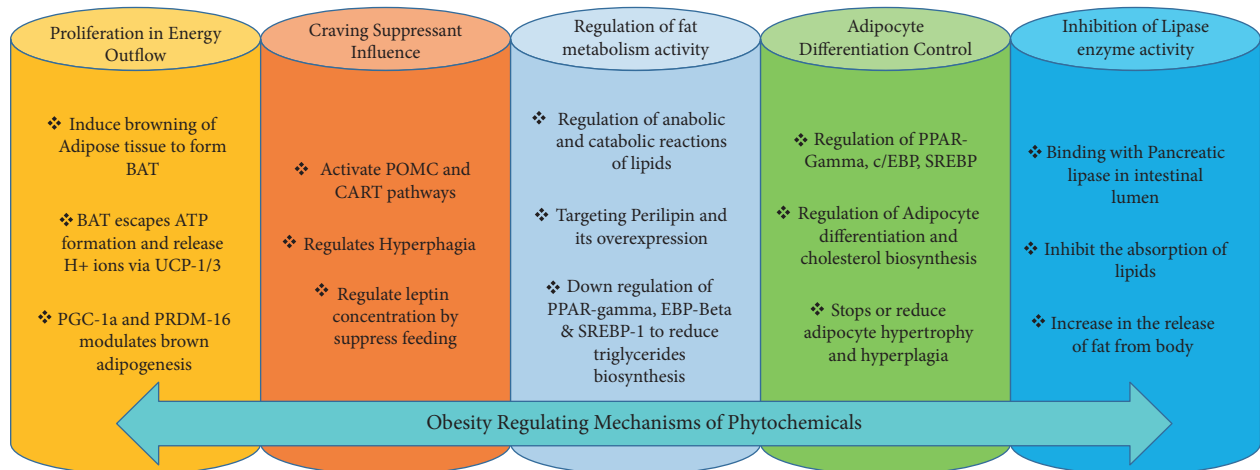 Proliferation in Energy
Outflow
❖ Induce browning of
Adipose tissue to form
BAT
❖ BAT escapes ATP
formation and release
H+ ions via UCP-1/3
❖ PGC-1a and PRDM-16
modulates brown
adipogenesis
Craving Suppressant
Influence
❖ Activate POMC and
CART pathways
❖ Regulates Hyperphagia
❖ Regulate leptin
concentration by
suppress feeding
Regulation of fat
metabolism activity
❖ Regulation of anabolic
and catabolic reactions
of lipids
❖ Targeting Perilipin and
its overexpression
❖ Down regulation of
PPAR-gamma, EBP-Beta
& SREBP-1 to reduce
triglycerides
biosynthesis
Adipocyte
Differentiation Control
❖ Regulation of PPAR-
Gamma, c/EBP, SREBP
❖ Regulation of Adipocyte
differentiation and
cholesterol biosynthesis
❖ Stops or reduce
adipocyte hypertrophy
and hyperplagia
Inhibition of Lipase
enzyme activity
❖ Binding with Pancreatic
lipase in intestinal
lumen
❖ Inhibit the absorption of
lipids
❖ Increase in the release
of fat from body
Obesity Regulating Mechanisms of Phytochemicals